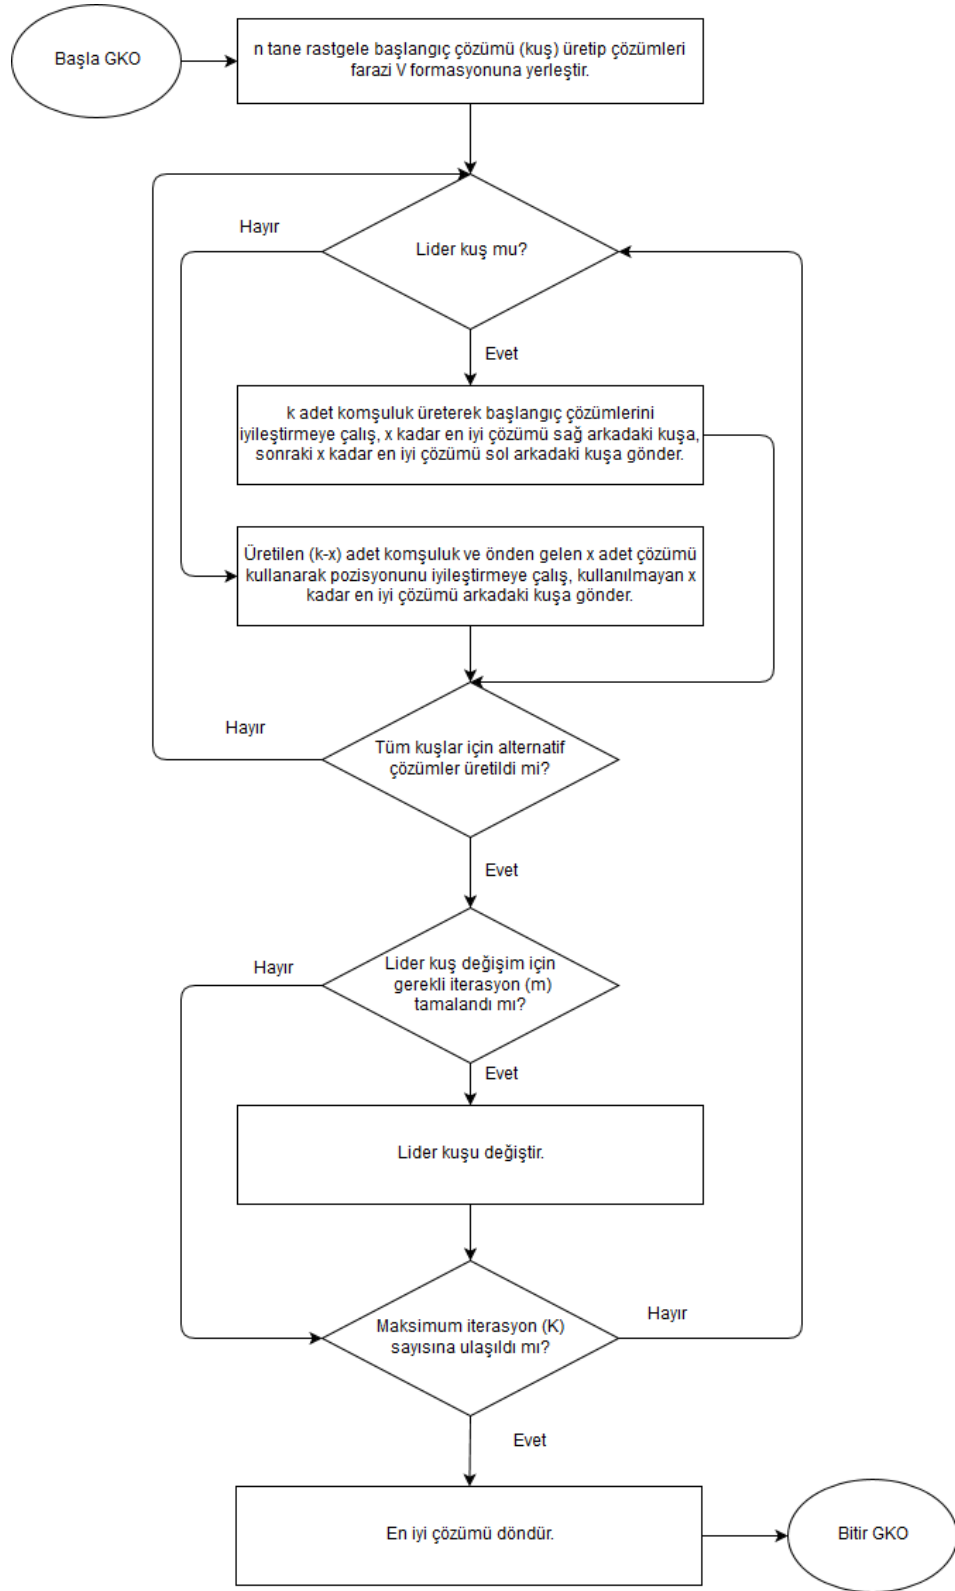 Başla GKO
n tane rastgele başlangıç çözümü (kuş) üretip çözümleri
farazi V formasyonuna yerleştir.
Hayır
Lider kuş mu?
Evet
k adet komşuluk üreterek başlangıç çözümlerini
iyileştirmeye çalış, x kadar en iyi çözümü sağ arkadaki kuşa,
sonraki x kadar en iyi çözümü sol arkadaki kuşa gönder.
Üretilen (k-x) adet komşuluk ve önden gelen x adet çözümü
kullanarak pozisyonunu iyileştirmeye çalış, kullanılmayan x
kadar en iyi çözümü arkadaki kuşa gönder.
Hayır
Tüm kuşlar için alternatif
çözümler üretildi mi?
Evet
Hayır
Lider kuş değişim için
gerekli iterasyon (m)
tamalandı mı?
Evet
Lider kuşu değiştir.
Maksimum iterasyon (K)
sayısına ulaşıldı mı?
Hayır
Evet
En iyi çözümü döndür.
Bitir GKO